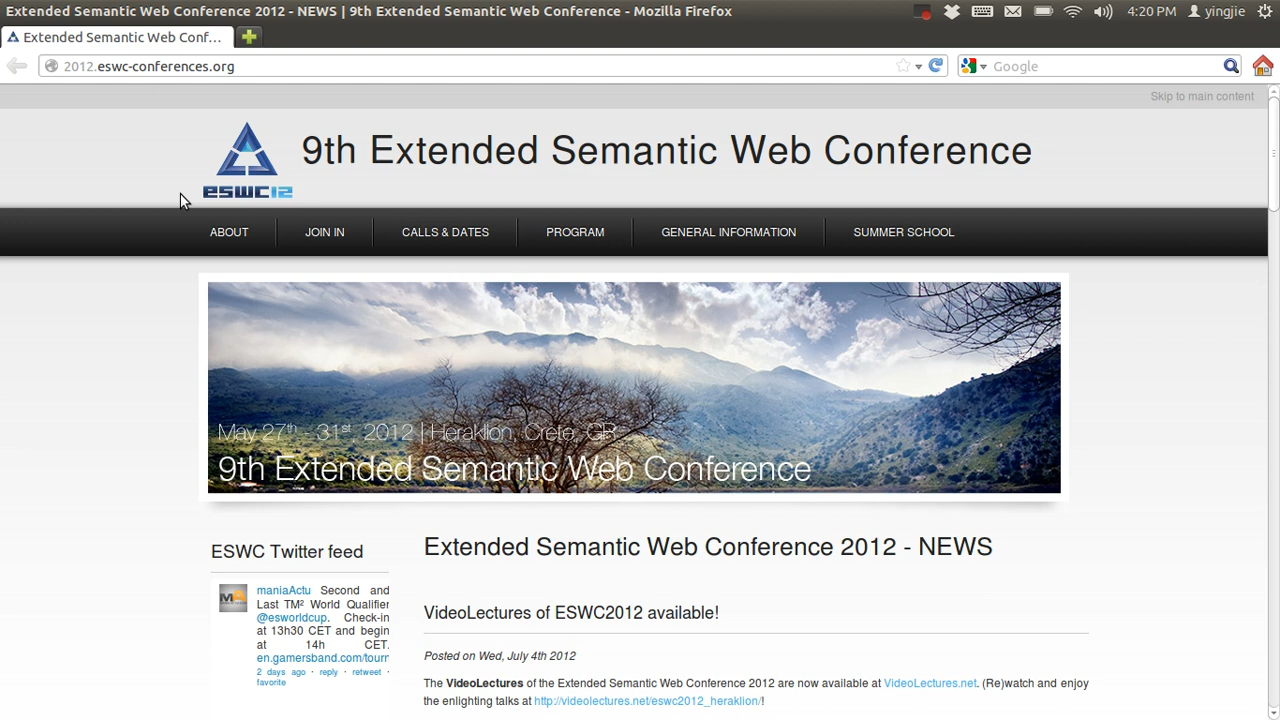 Extended Semantic Web Conference 2012 - NEWS | 9th Extended Semantic Web Conference - Mozilla Firefox
4:20 PM yingjie
Extended Semantic Web Conf...
2012.eswc-conferences.org
Google
Skip to main content
9th Extended Semantic Web Conference
ESWC12
ABOUT JOIN IN CALLS & DATES PROGRAM GENERAL INFORMATION SUMMER SCHOOL
May 27th - 31st, 2012 | Heraklion, Crete, GR
9th Extended Semantic Web Conference
ESWC Twitter feed
maniaActu Second and
Last TM² World Qualifier
@esworldcup. Check-in
at 13h30 CET and begin
at 14h CET.
en.gamersband.com/tourn
2 days ago · reply · retweet ·
favorite
Extended Semantic Web Conference 2012 - NEWS
VideoLectures of ESWC2012 available!
Posted on Wed, July 4th 2012
The VideoLectures of the Extended Semantic Web Conference 2012 are now available at VideoLectures.net. (Re)watch and enjoy
the enlighting talks at http://videolectures.net/eswc2012_heraklion/!